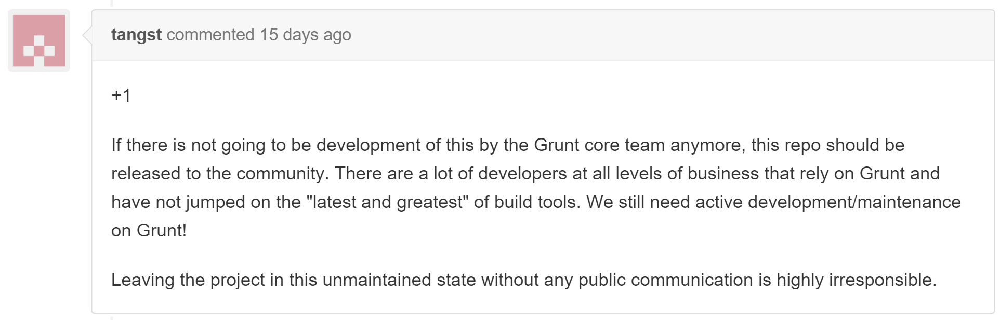 tangst commented 15 days ago
+1
If there is not going to be development of this by the Grunt core team anymore, this repo should be
released to the community. There are a lot of developers at all levels of business that rely on Grunt and
have not jumped on the "latest and greatest" of build tools. We still need active development/maintenance
on Grunt!
Leaving the project in this unmaintained state without any public communication is highly irresponsible.